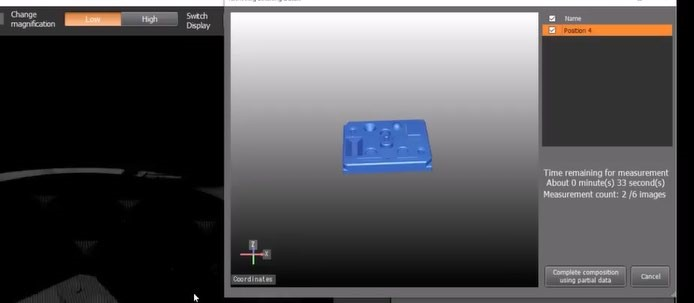 Change
magnification
Low
High
Switch
Display
Name
Position 4
Time remaining for measurement
About 0 minute(s) 33 second(s)
Measurement count: 2 /6 images
Z
X
Coordinates
Complete composition
using partial data
Cancel